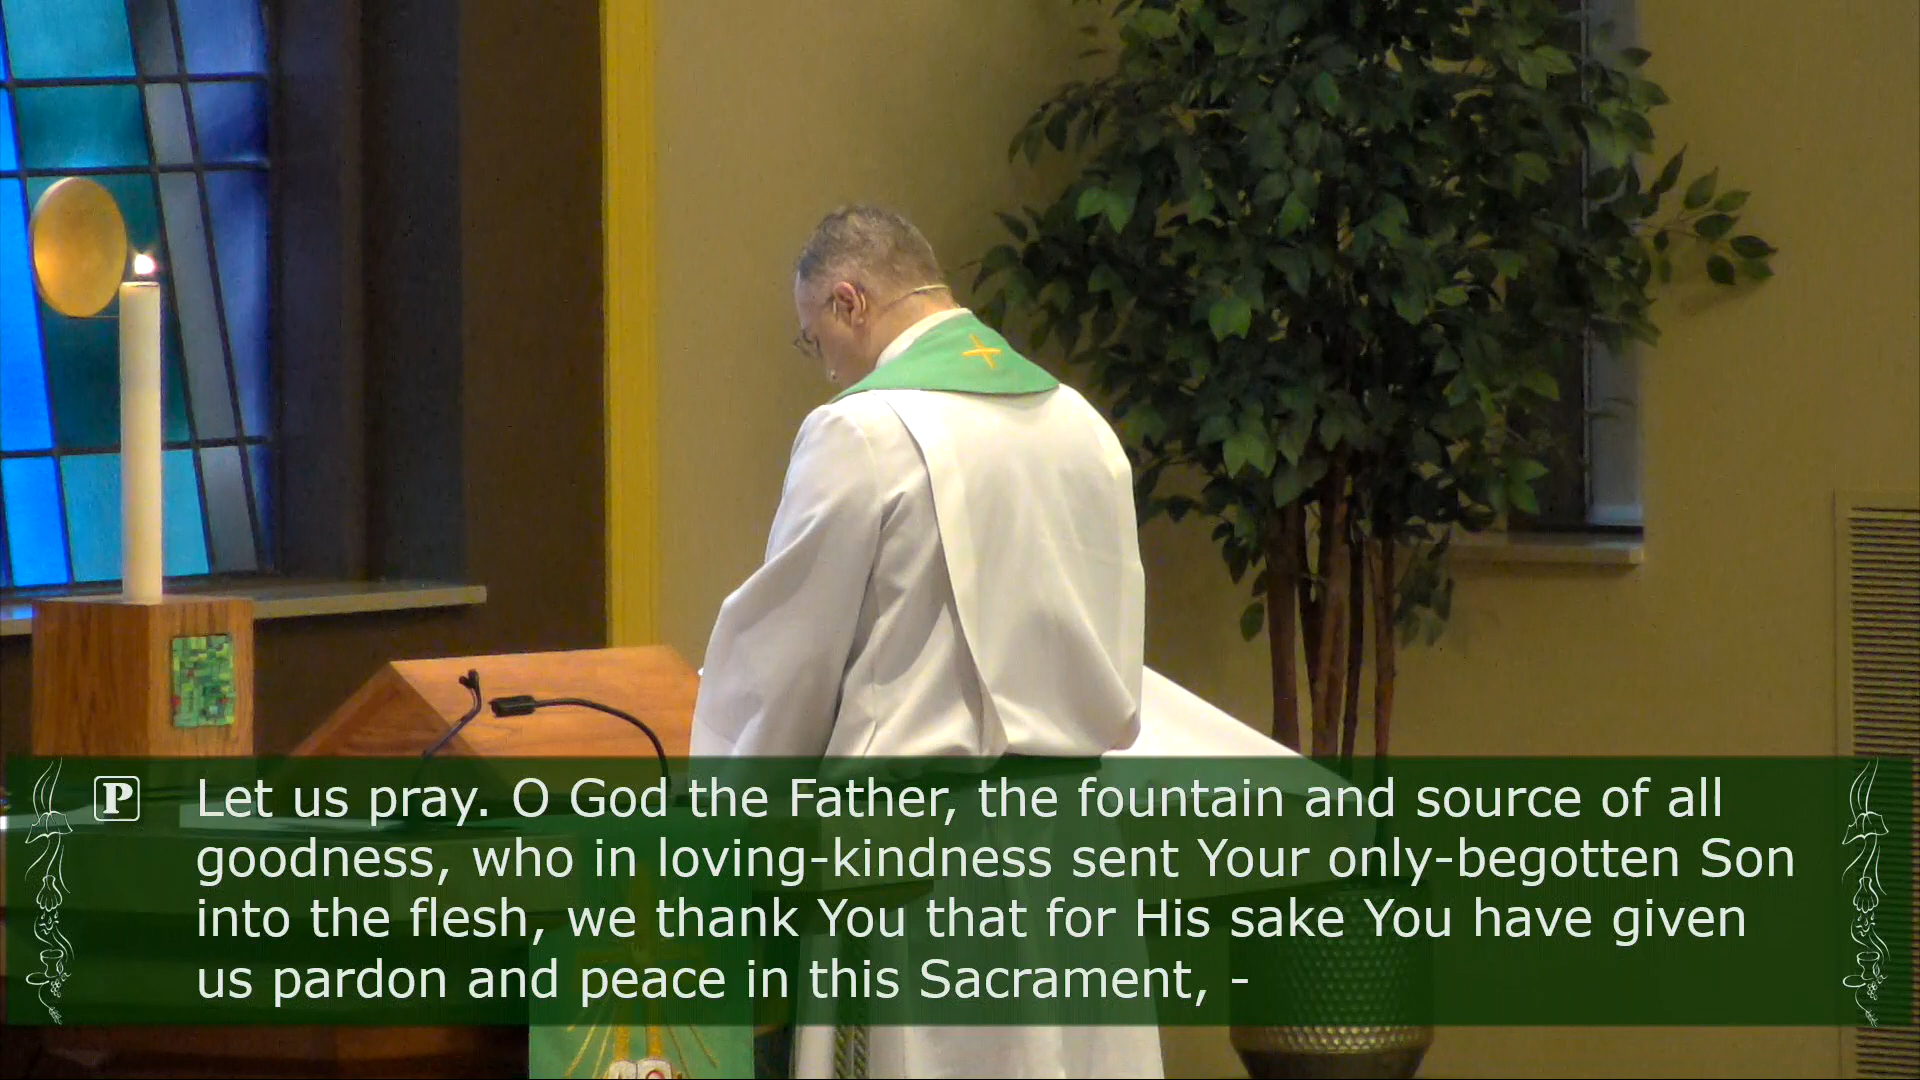 P Let us pray. O God the Father, the fountain and source of all
goodness, who in loving-kindness sent Your only-begotten Son
into the flesh, we thank You that for His sake You have given
us pardon and peace in this Sacrament, -